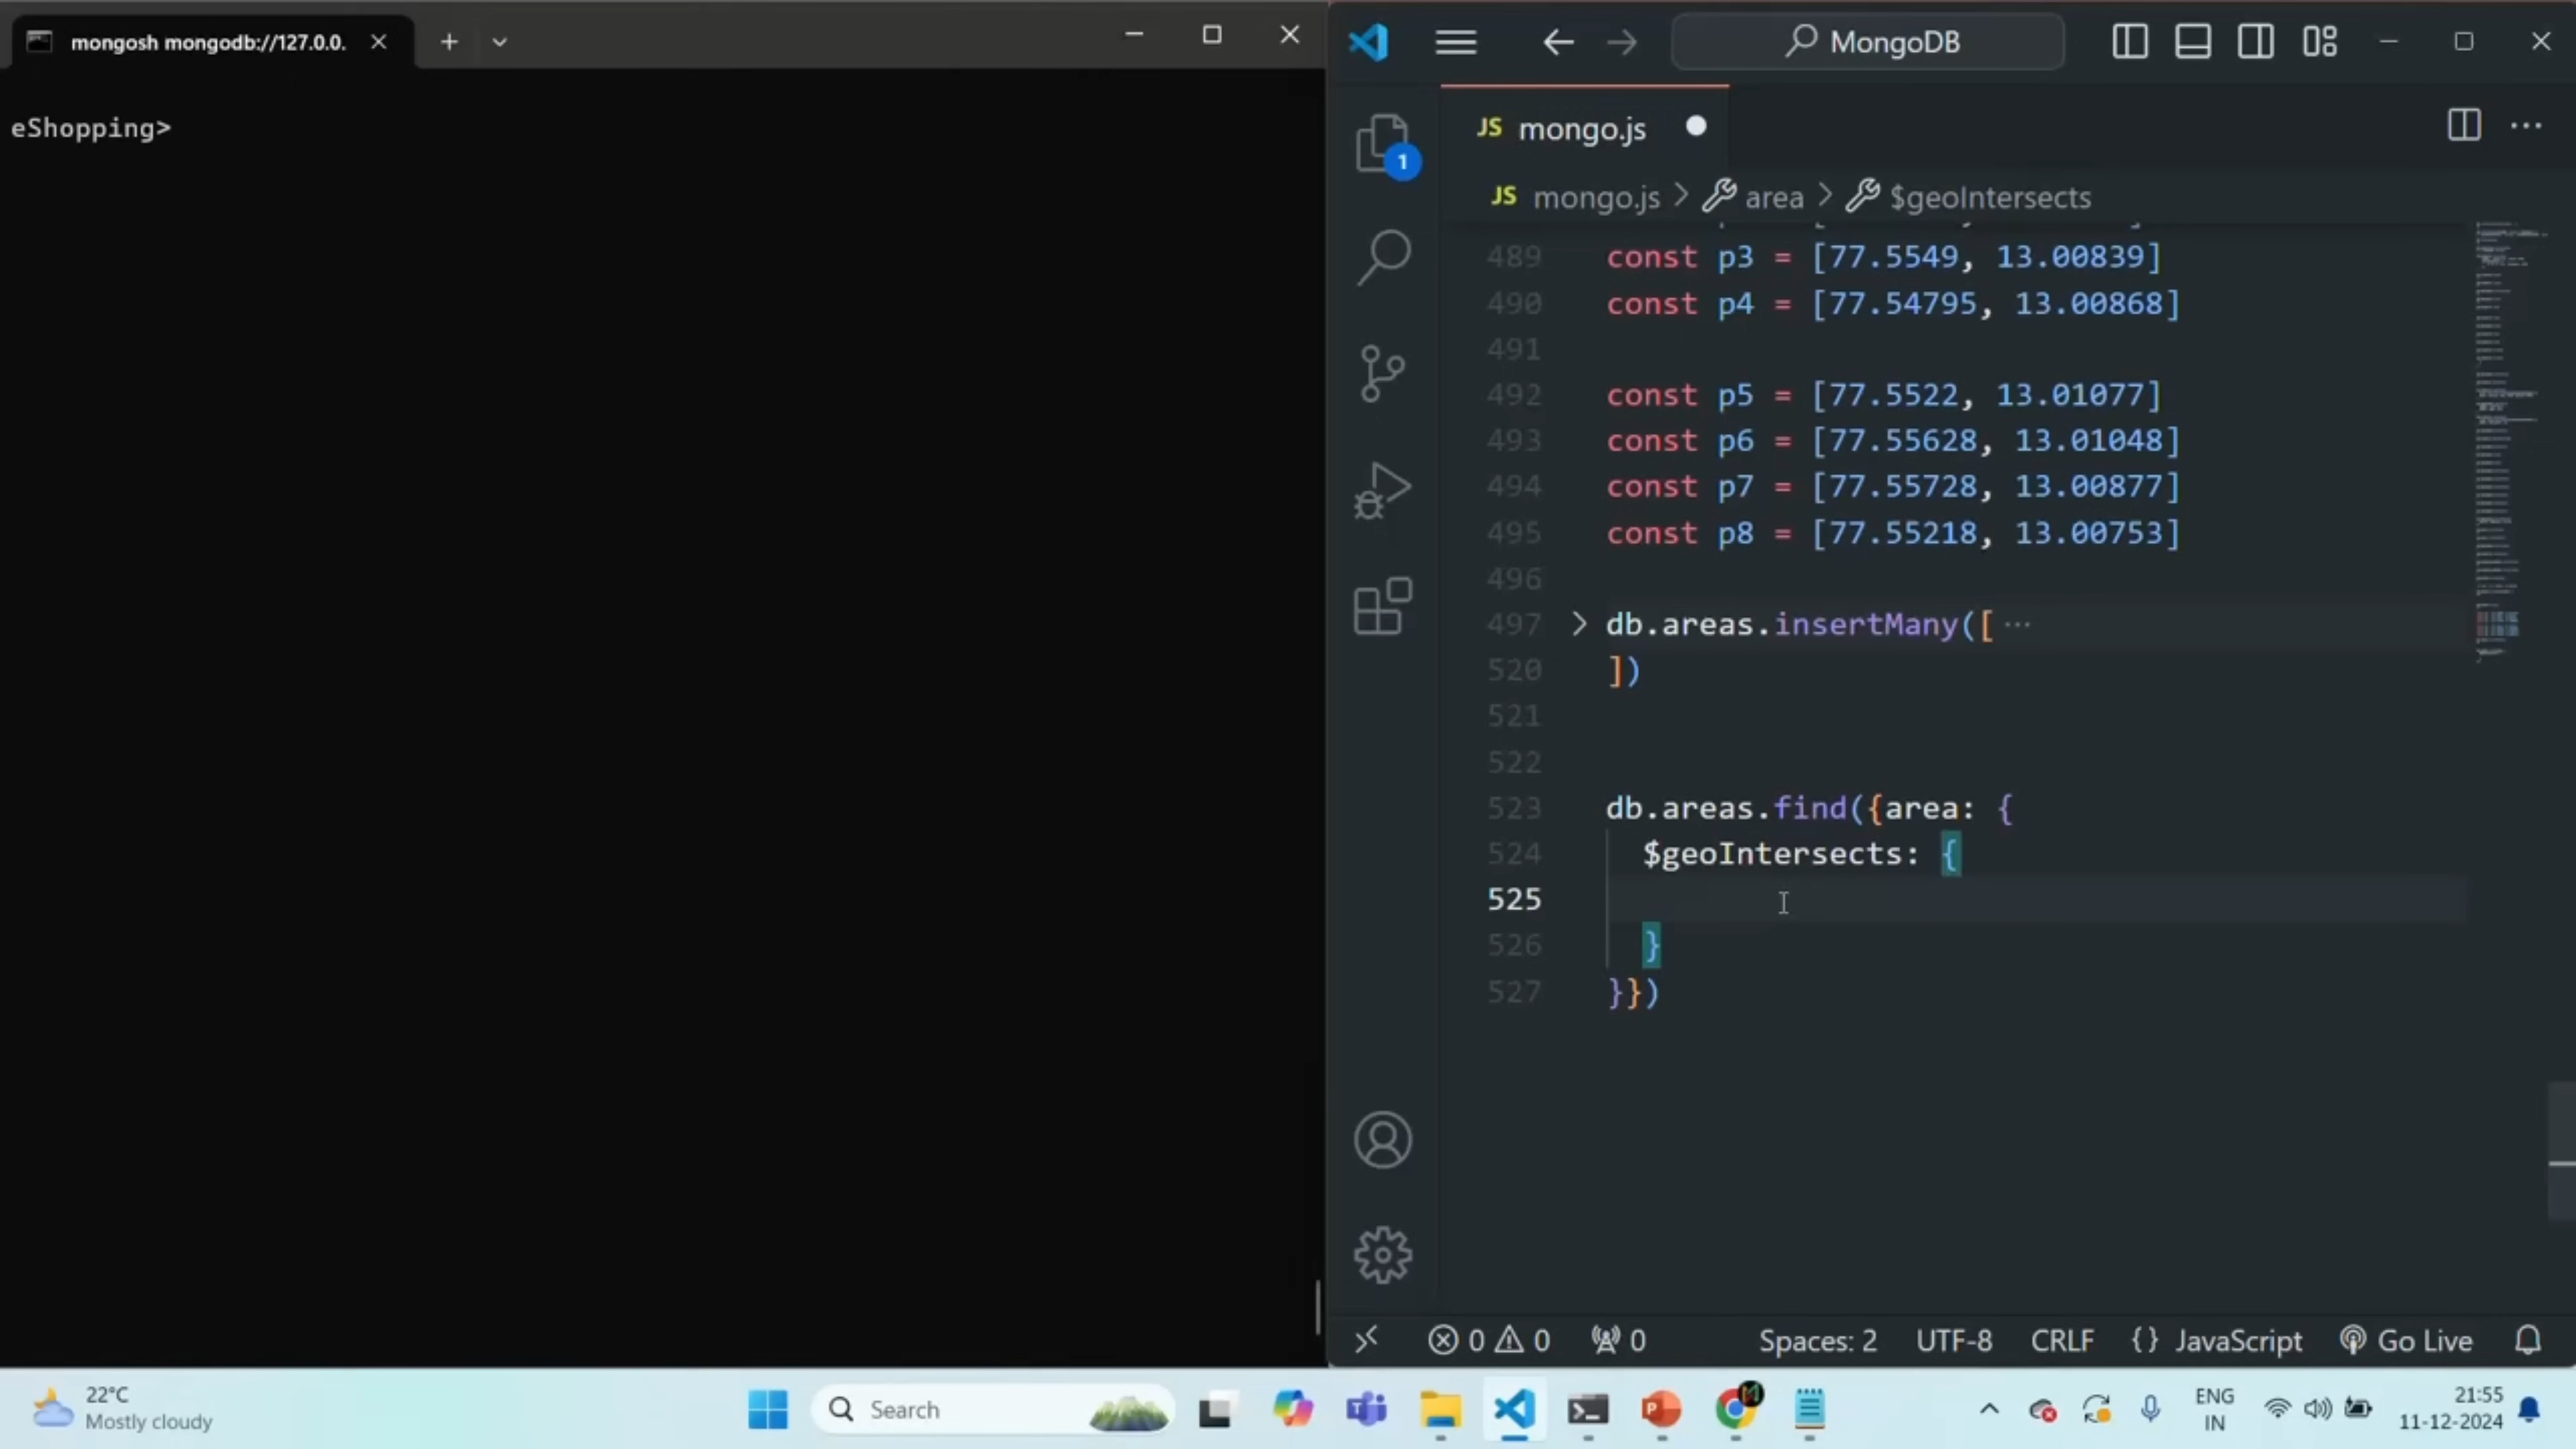 mongosh mongodb://127.0.0.
eShopping>
MongoDB
JS mongo.js
1
JS mongo.js > area > $geoIntersects
489 const p3 = [77.5549, 13.00839]
490 const p4 = [77.54795, 13.00868]
491
492 const p5 = [77.5522, 13.01077]
493 const p6 = [77.55628, 13.01048]
494 const p7 = [77.55728, 13.00877]
495 const p8 = [77.55218, 13.00753]
496
497 > db.areas.insertMany([ ···
520 ])
521
522
523 db.areas.find({area: {
524 $geoIntersects: {
525
526 }
527 }})
0 0 0 Spaces: 2 UTF-8 CRLF {} JavaScript Go Live
22°C
Mostly cloudy
Search
ENG
IN
21:55
11-12-2024